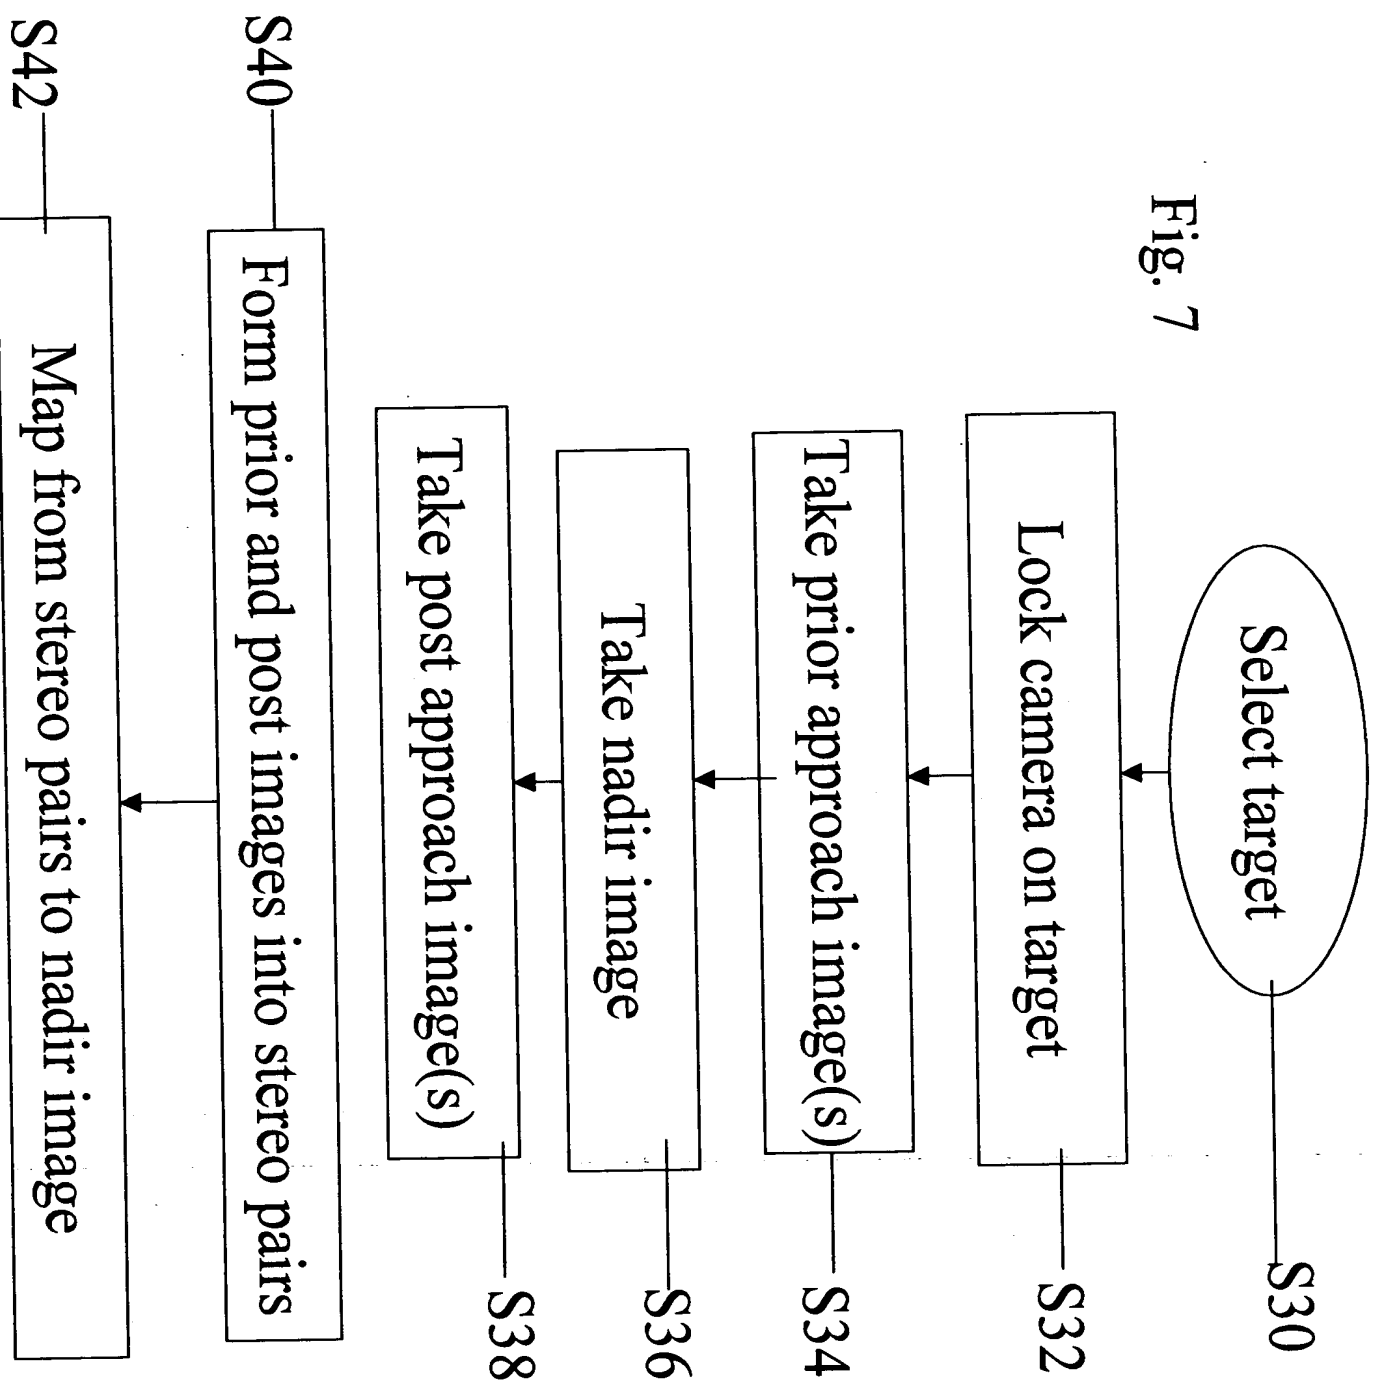 Fig. 7
Select target
S30
Lock camera on target
S32
Take prior approach image(s)
S34
Take nadir image
S36
Take post approach image(s)
S38
S40
Form prior and post images into stereo pairs
S42
Map from stereo pairs to nadir image